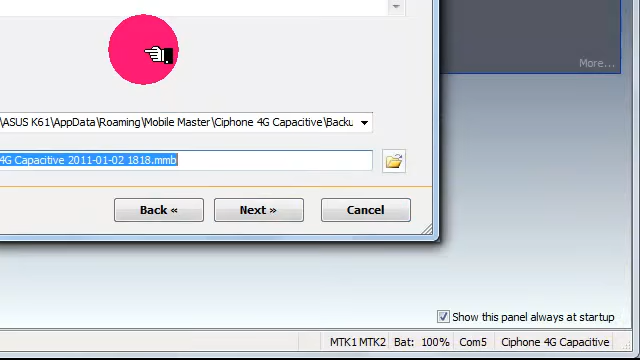 More...
\ASUS K61\AppData\Roaming\Mobile Master\Ciphone 4G Capacitive\Backu
4G Capacitive 2011-01-02 1818.mmb
Back « Next » Cancel
Show this panel always at startup
MTK1 MTK2 Bat: 100% Com5 Ciphone 4G Capacitive